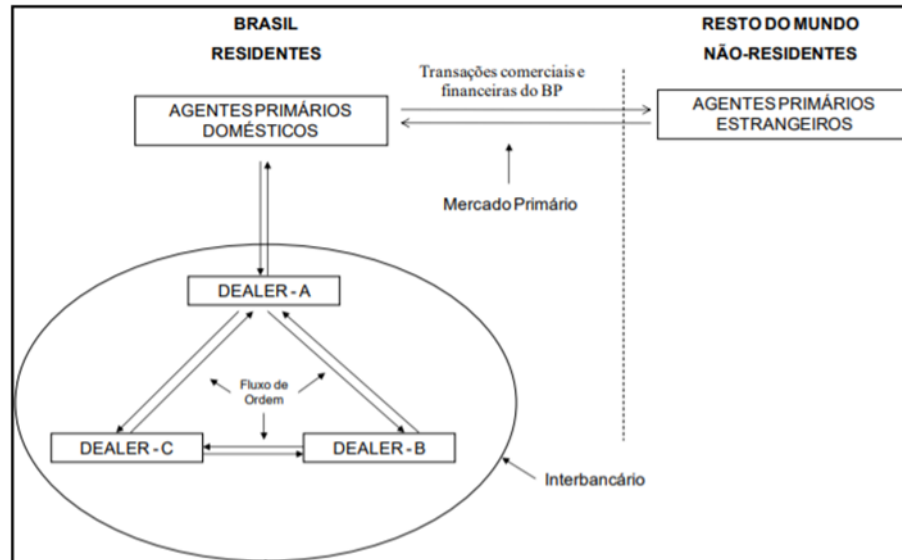 BRASIL
RESIDENTES
RESTO DO MUNDO
NÃO-RESIDENTES
Transações comerciais e
financeiras do BP
AGENTES PRIMÁRIOS
DOMÉSTICOS
AGENTES PRIMÁRIOS
ESTRANGEIROS
Mercado Primário
DEALER - A
Fluxo de
Ordem
DEALER - C
DEALER - B
Interbancário